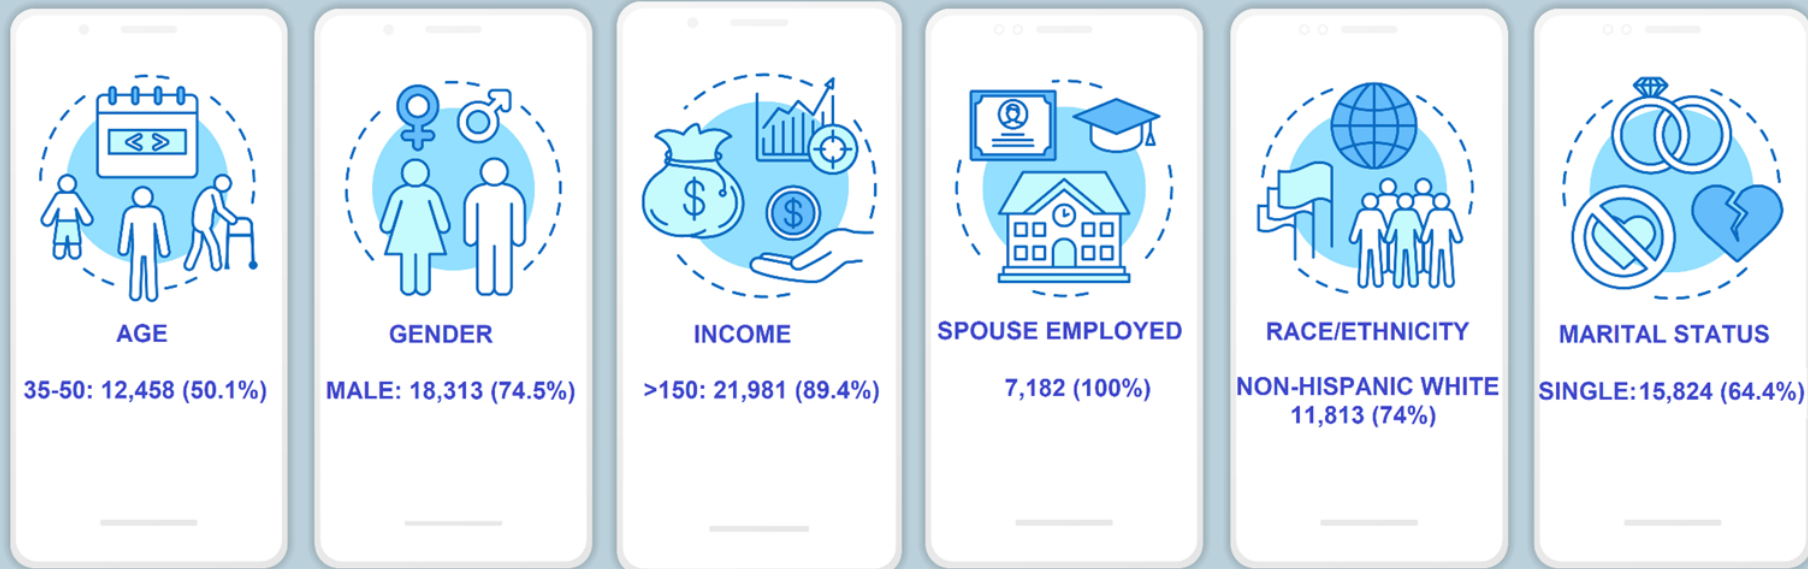 AGE
35-50: 12,458 (50.1%)
GENDER
MALE: 18,313 (74.5%)
INCOME
>150: 21,981 (89.4%)
SPOUSE EMPLOYED
7,182 (100%)
RACE/ETHNICITY
NON-HISPANIC WHITE
11,813 (74%)
MARITAL STATUS
SINGLE:15,824 (64.4%)